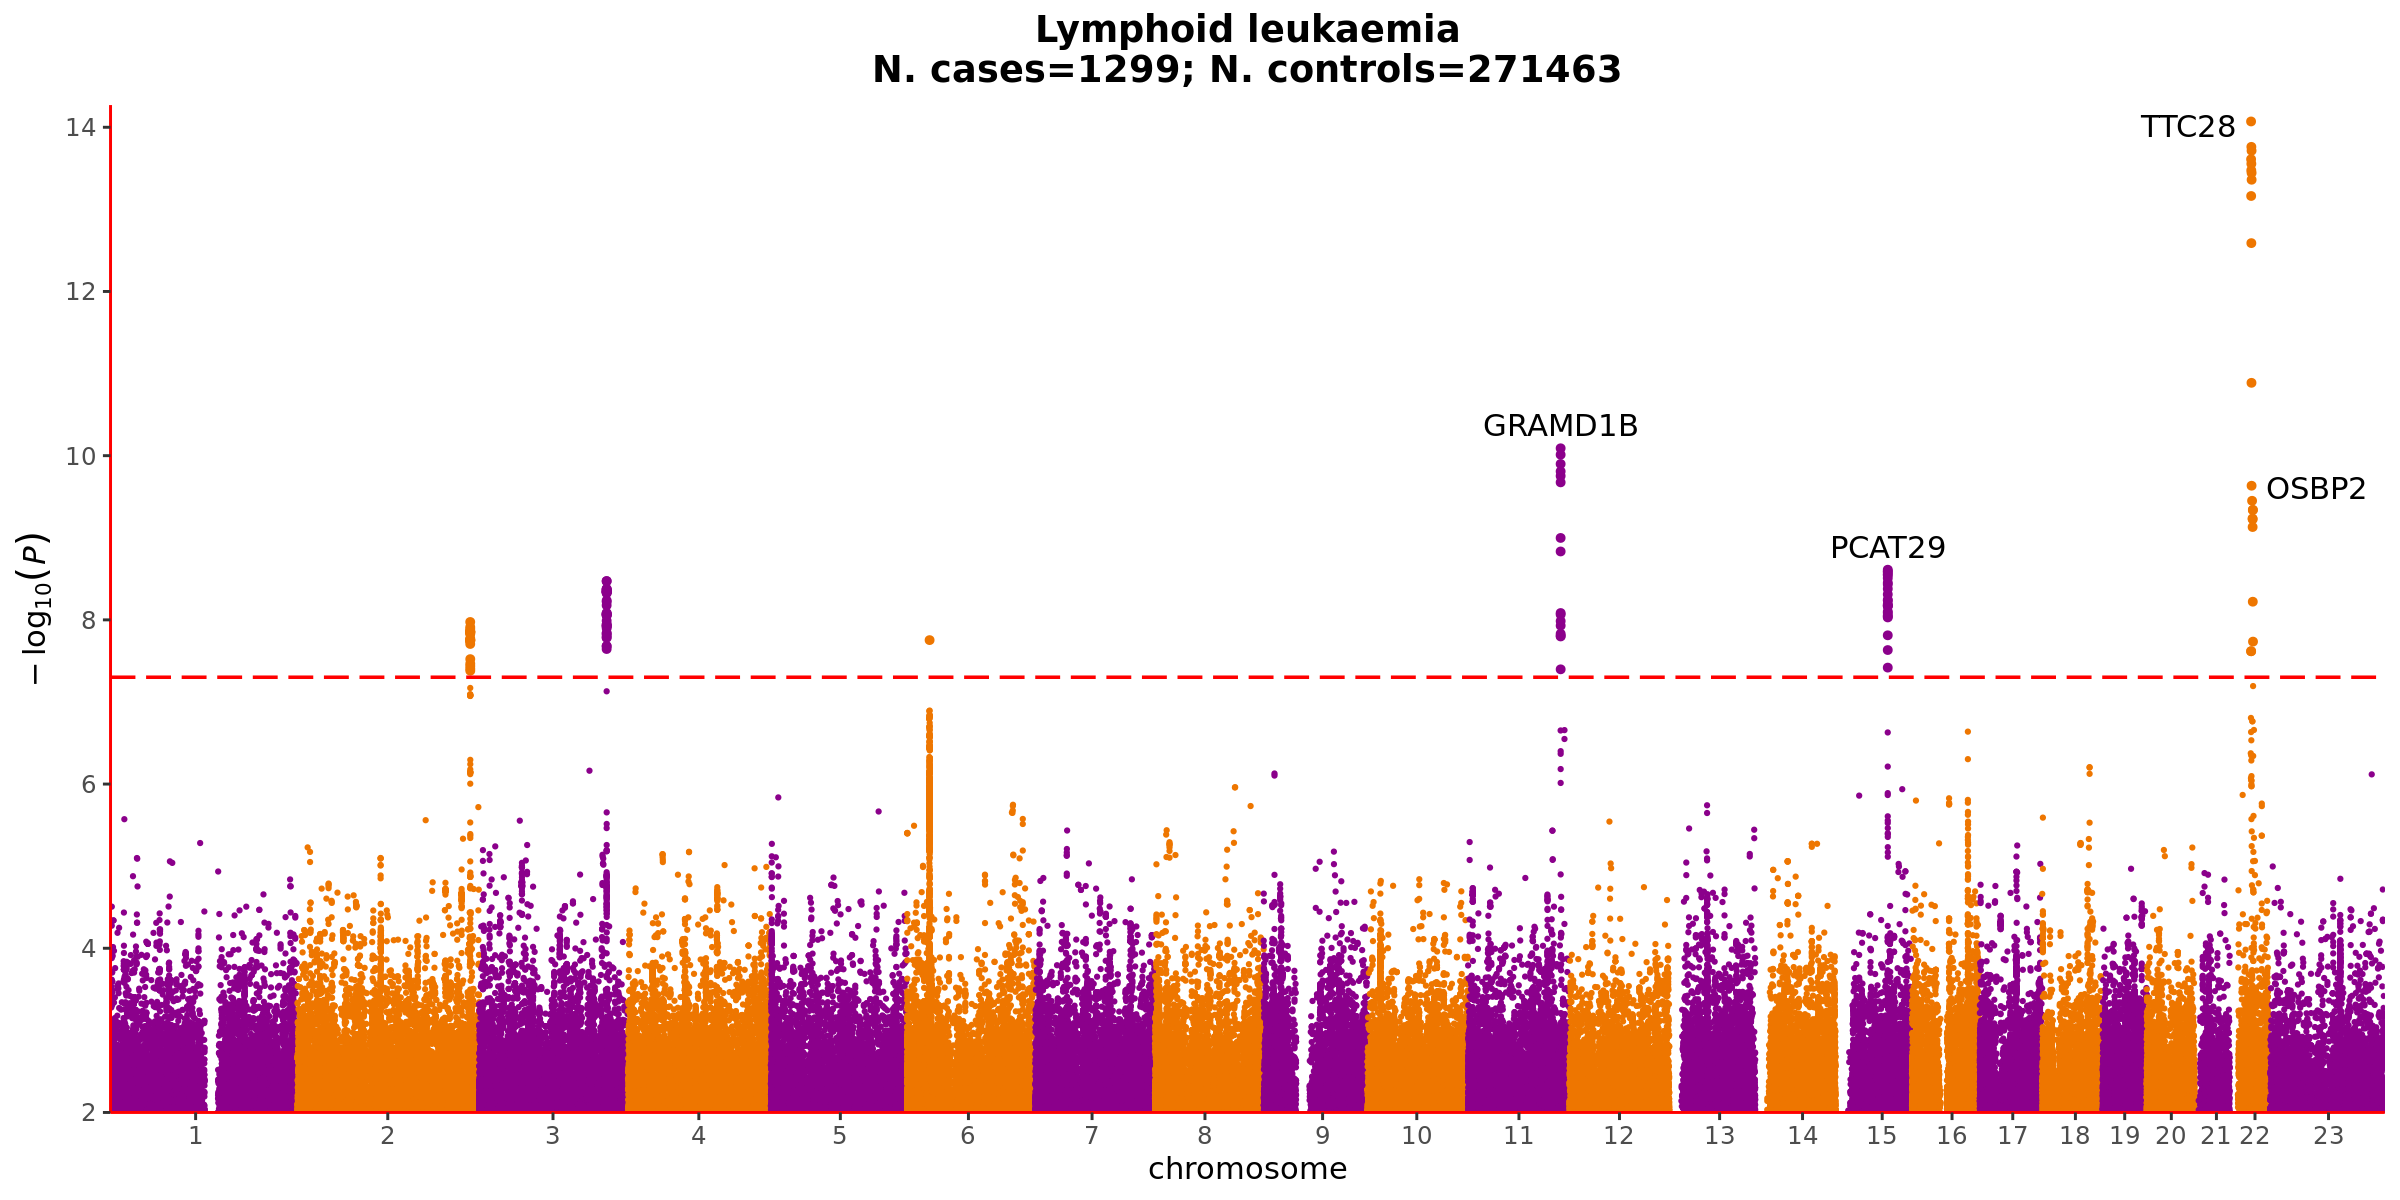 Lymphoid leukaemia
N. cases=1299; N. controls=271463
14
12
10
8
6
4
2
− log10(P)
TTC28
GRAMD1B
OSBP2
PCAT29
1 2 3 4 5 6 7 8 9 10 11 12 13 14 15 16 17 18 19 20 21 22 23
chromosome